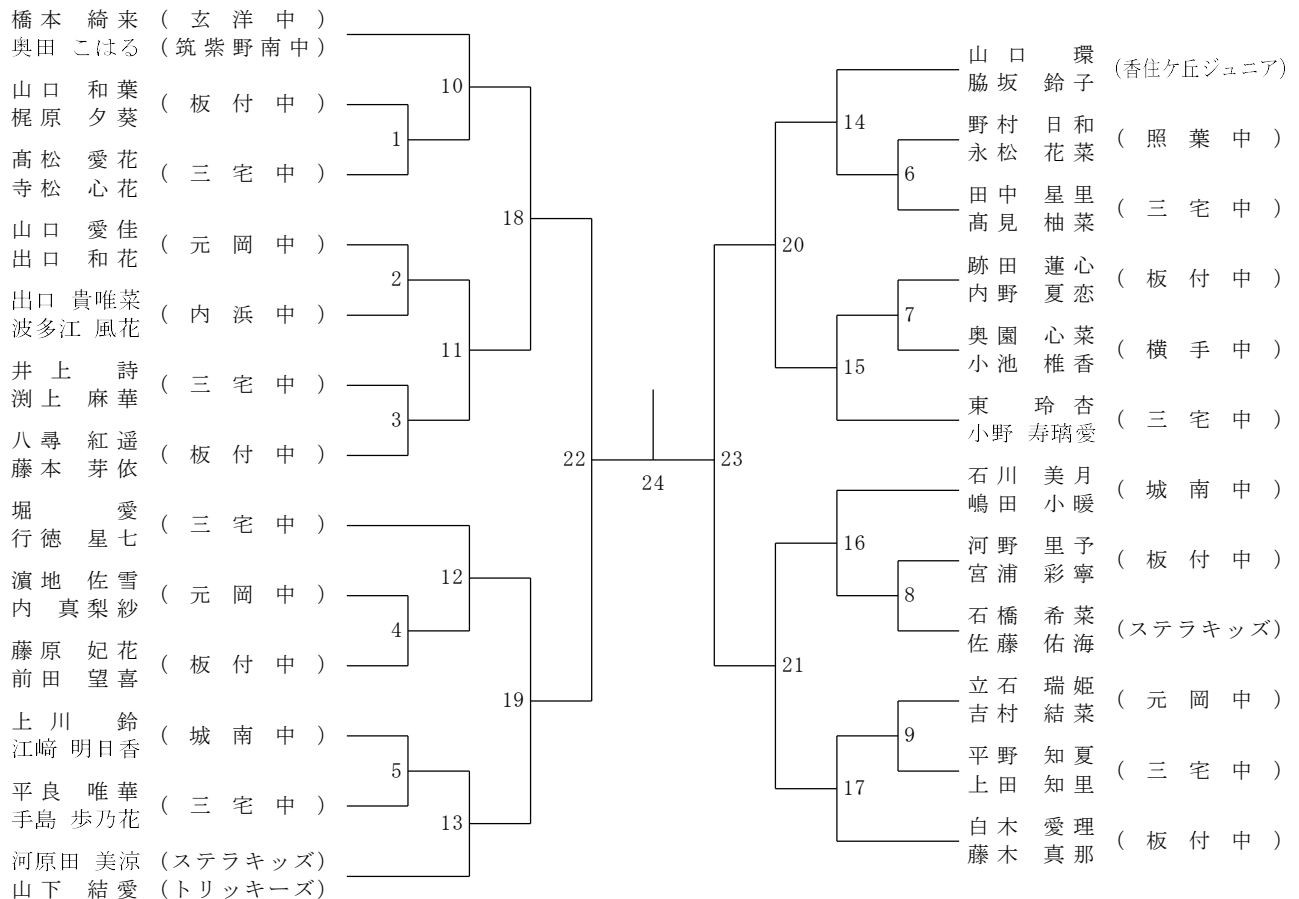 橋本 綺来 (玄洋中)
奥田 こはる (筑紫野南中)
10
山口 和葉
梶原 夕葵
(板付中)
1
髙松 愛花
寺松 心花
(三宅中)
18
山口 愛佳
出口 和花
(元岡中)
2
出口 貴唯菜
波多江 風花
(内浜中)
11
井上 詩
渕上 麻華
(三宅中)
3
八尋 紅遥
藤本 芽依
(板付中)
22
堀 愛
行徳 星七
(三宅中)
12
濵地 佐雪
内 真梨紗
(元岡中)
4
藤原 妃花
前田 望喜
(板付中)
19
上川 鈴
江﨑 明日香
(城南中)
5
平良 唯華
手島 歩乃花
(三宅中)
13
河原田 美涼 (ステラキッズ)
山下 結愛 (トリッキーズ)
24
山口 環
脇坂 鈴子
(香住ケ丘ジュニア)
14
野村 日和
永松 花菜
(照葉中)
6
田中 星里
髙見 柚菜
(三宅中)
20
跡田 蓮心
内野 夏恋
(板付中)
7
奥園 心菜
小池 椎香
(横手中)
15
東 玲杏
小野 寿璃愛
(三宅中)
23
石川 美月
嶋田 小暖
(城南中)
16
河野 里予
宮浦 彩寧
(板付中)
8
石橋 希菜
佐藤 佑海
(ステラキッズ)
21
立石 瑞姫
吉村 結菜
(元岡中)
9
平野 知夏
上田 知里
(三宅中)
17
白木 愛理
藤木 真那
(板付中)